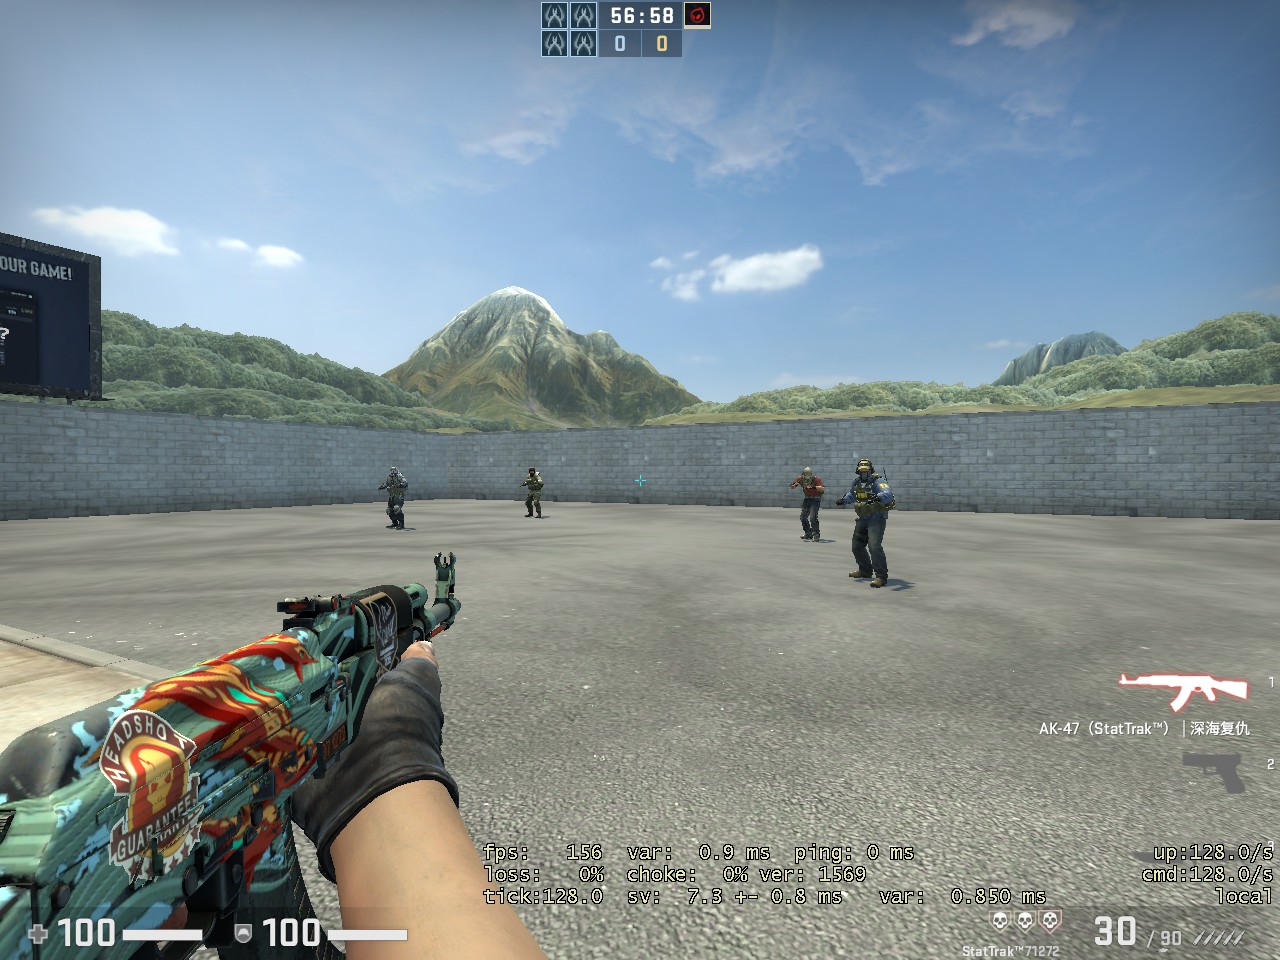 56:58
0 0
OUR GAME!
?
HEADSHOT
GUARANTEE
1
AK-47 (StatTrak™) | 深海复仇
2
fps: 156 var: 0.9 ms ping: 0 ms
up:128.0/s
loss: 0% choke: 0% ver: 1569
cmd:128.0/s
tick:128.0 sv: 7.3 +- 0.8 ms var: 0.850 ms
local
100 100
30 / 90
StatTrak™71272